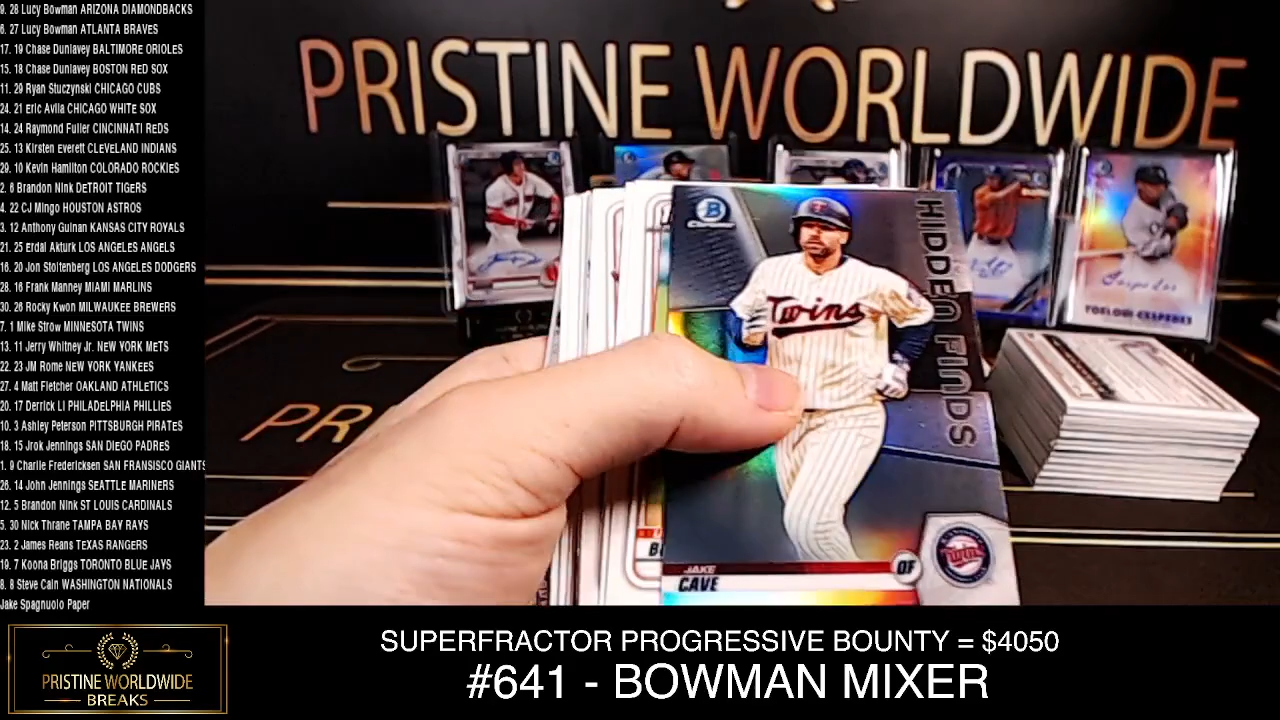 9. 28 Lucy Bowman ARIZONA DIAMONDBACKS
6. 27 Lucy Bowman ATLANTA BRAVES
17. 19 Chase Dunlavey BALTIMORE ORIOLES
15. 18 Chase Dunlavey BOSTON RED SOX
11. 29 Ryan Stuczynski CHICAGO CUBS
24. 21 Eric Avila CHICAGO WHITE SOX
14. 24 Raymond Fuller CINCINNATI REDS
25. 13 Kirsten Everett CLEVELAND INDIANS
29. 10 Kevin Hamilton COLORADO ROCKIES
2. 6 Brandon Nink DETROIT TIGERS
4. 22 CJ Mingo HOUSTON ASTROS
3. 12 Anthony Guinan KANSAS CITY ROYALS
21. 25 Erdal Akturk LOS ANGELES ANGELS
16. 20 Jon Stoltenberg LOS ANGELES DODGERS
28. 16 Frank Manney MIAMI MARLINS
30. 26 Rocky Kwon MILWAUKEE BREWERS
7. 1 Mike Strow MINNESOTA TWINS
13. 11 Jerry Whitney Jr. NEW YORK METS
22. 23 JM Rome NEW YORK YANKEES
27. 4 Matt Fletcher OAKLAND ATHLETICS
20. 17 Derrick Li PHILADELPHIA PHILLIES
10. 3 Ashley Peterson PITTSBURGH PIRATES
18. 15 Jrok Jennings SAN DIEGO PADRES
1. 9 Charlie Fredericksen SAN FRANSISCO GIANTS
26. 14 John Jennings SEATTLE MARINERS
12. 5 Brandon Nink ST LOUIS CARDINALS
5. 30 Nick Thrane TAMPA BAY RAYS
23. 2 James Reans TEXAS RANGERS
19. 7 Koona Briggs TORONTO BLUE JAYS
8. 8 Steve Cain WASHINGTON NATIONALS
Jake Spagnuolo Paper
PRISTINE WORLDWIDE
Chrome
HIDDEN FINDS
Twins
JAKE
CAVE
OF
YOELQUI CESPEDES
PR
PRISTINE WORLDWIDE
BREAKS
SUPERFRACTOR PROGRESSIVE BOUNTY = $4050
#641 - BOWMAN MIXER